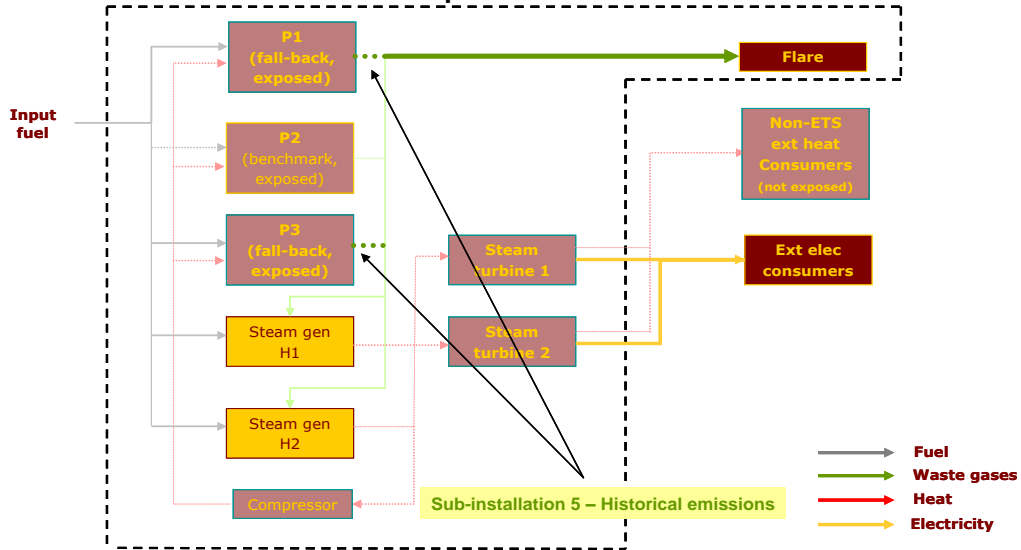 P1
(fall-back,
exposed)
Flare
Input
fuel
P2
(benchmark,
exposed)
Non-ETS
ext heat
Consumers
(not exposed)
P3
(fall-back,
exposed)
Steam
turbine 1
Ext elec
consumers
Steam gen
H1
Steam
turbine 2
Steam gen
H2
Compressor
Sub-installation 5 – Historical emissions
Fuel
Waste gases
Heat
Electricity